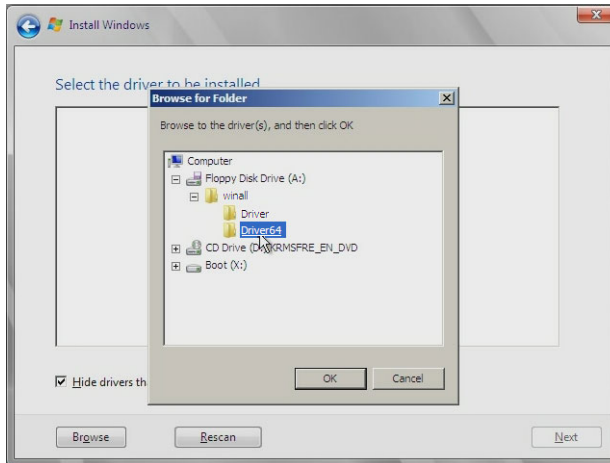 Install Windows
Select the driver to be installed
Browse for Folder
Browse to the driver(s), and then click OK
Computer
Floppy Disk Drive (A:)
winall
Driver
Driver64
CD Drive (D:) KRMSFRE_EN_DVD
Boot (X:)
OK Cancel
Hide drivers th
Browse Rescan Next